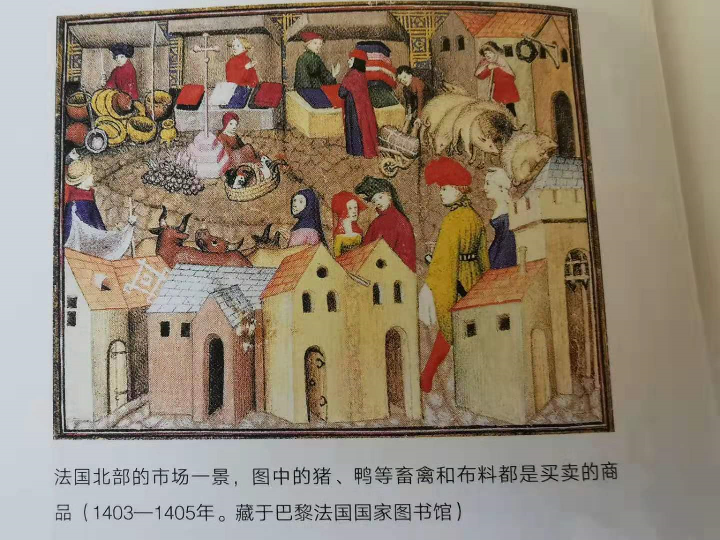 法国北部的市场一景，图中的猪、鸭等畜禽和布料都是买卖的商
品（1403—1405年。藏于巴黎法国国家图书馆）